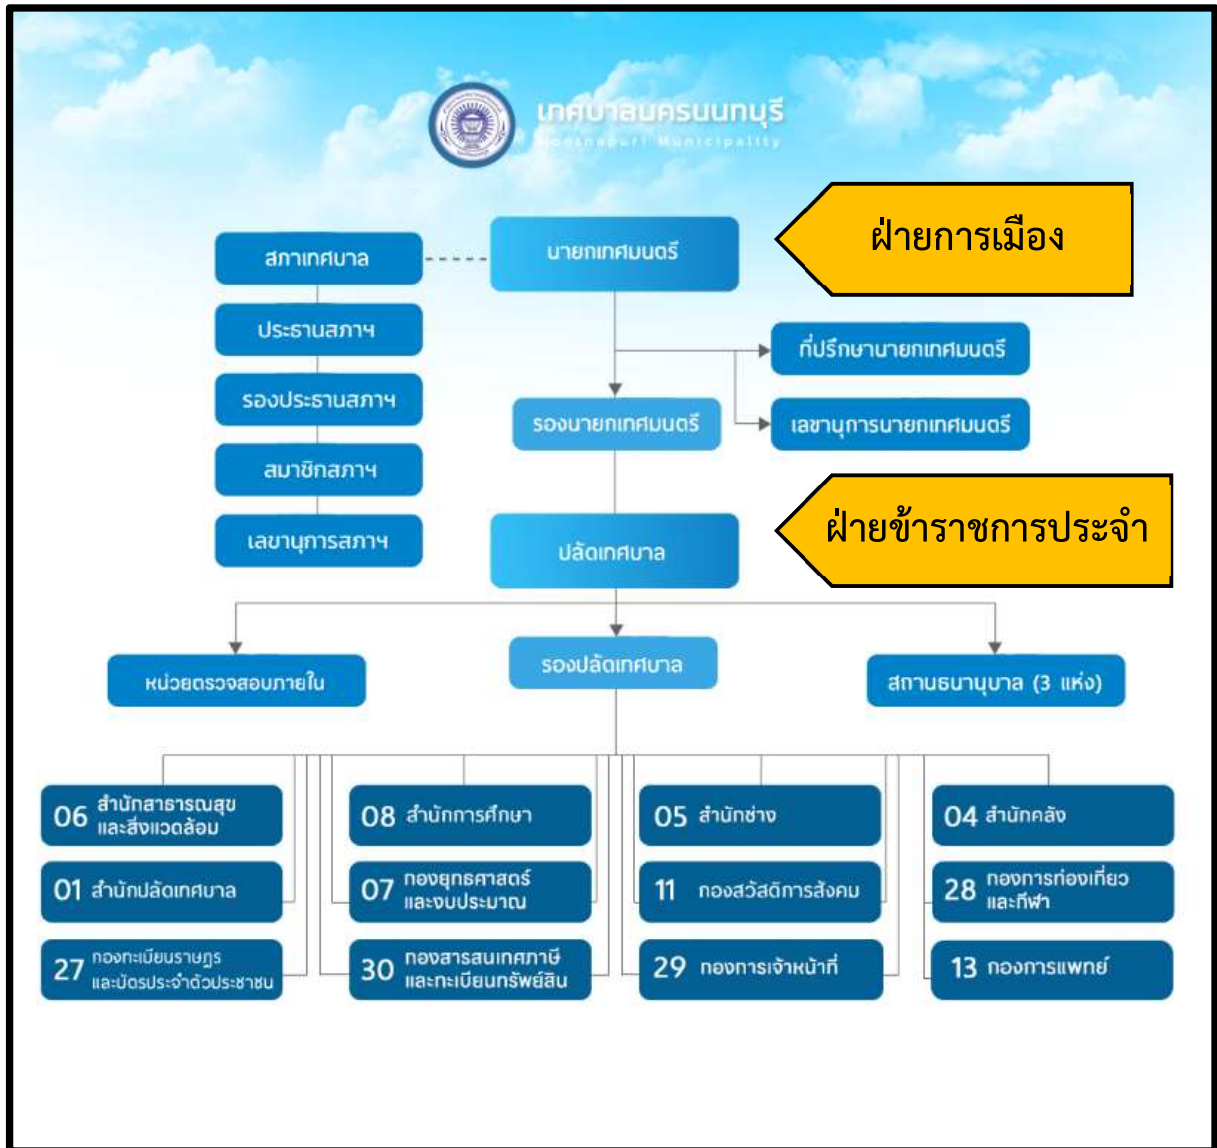 เทศบาลนครนนทบุรี
Nonthaburi Municipality
ฝ่ายการเมือง
สภาเทศบาล
นายกเทศมนตรี
ประธานสภาฯ
ที่ปรึกษานายกเทศมนตรี
รองประธานสภาฯ
รองนายกเทศมนตรี
เลขานุการนายกเทศมนตรี
สมาชิกสภาฯ
ฝ่ายข้าราชการประจำ
เลขานุการสภาฯ
ปลัดเทศบาล
หน่วยตรวจสอบภายใน
รองปลัดเทศบาล
สถานธนานุบาล (3 แห่ง)
06 สำนักสาธารณสุข
และสิ่งแวดล้อม
08 สำนักการศึกษา
05 สำนักช่าง
04 สำนักคลัง
01 สำนักปลัดเทศบาล
07 กองยุทธศาสตร์
และงบประมาณ
11 กองสวัสดิการสังคม
28 กองการท่องเที่ยว
และกีฬา
27 กองทะเบียนราษฎร
และบัตรประจำตัวประชาชน
30 กองสารสนเทศภาษี
และทะเบียนทรัพย์สิน
29 กองการเจ้าหน้าที่
13 กองการแพทย์